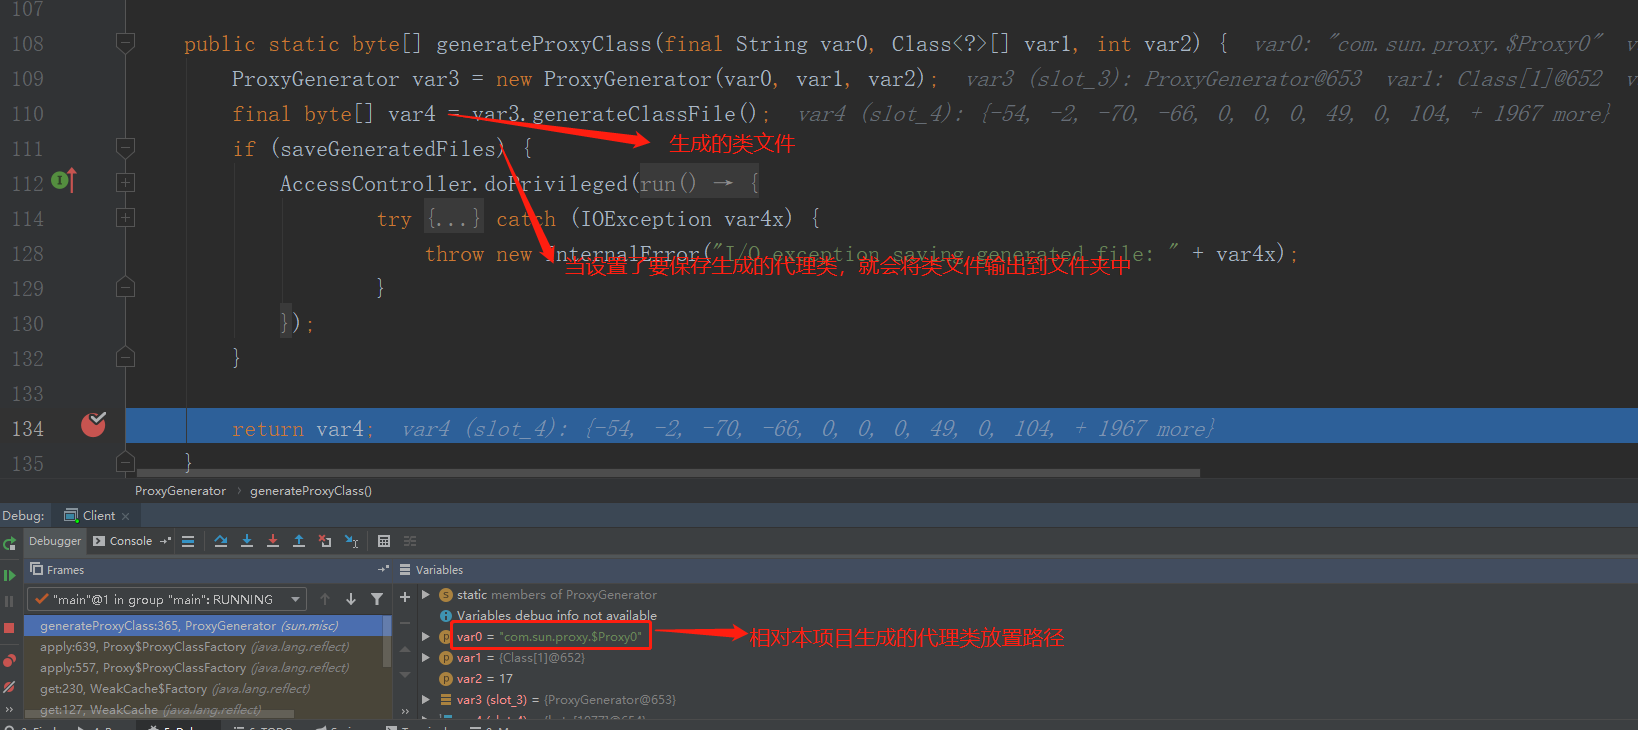 107
108 public static byte[] generateProxyClass(final String var0, Class<?>[] var1, int var2) { var0: "com.sun.proxy.$Proxy0" v
109 ProxyGenerator var3 = new ProxyGenerator(var0, var1, var2); var3 (slot_3): ProxyGenerator@653 var1: Class[1]@652 v
110 final byte[] var4 = var3.generateClassFile(); var4 (slot_4): {-54, -2, -70, -66, 0, 0, 0, 49, 0, 104, + 1967 more}
生成的类文件
111 if (saveGeneratedFiles) {
112 AccessController.doPrivileged(run() → {
114 try {...} catch (IOException var4x) {
128 throw new InternalError("I/O exception saving generated file: " + var4x);
当设置了要保存生成的代理类，就会将类文件输出到文件夹中
129 }
130 });
132 }
133
134 return var4; var4 (slot_4): {-54, -2, -70, -66, 0, 0, 0, 49, 0, 104, + 1967 more}
135 }
ProxyGenerator › generateProxyClass()
Debug: Client ×
Debugger Console
Frames
Variables
"main"@1 in group "main": RUNNING
generateProxyClass:365, ProxyGenerator (sun.misc)
apply:639, Proxy$ProxyClassFactory (java.lang.reflect)
apply:557, Proxy$ProxyClassFactory (java.lang.reflect)
get:230, WeakCache$Factory (java.lang.reflect)
get:127, WeakCache (java.lang.reflect)
static members of ProxyGenerator
Variables debug info not available
var0 = "com.sun.proxy.$Proxy0"
相对本项目生成的代理类放置路径
var1 = {Class[1]@652}
var2 = 17
var3 (slot_3) = {ProxyGenerator@653}